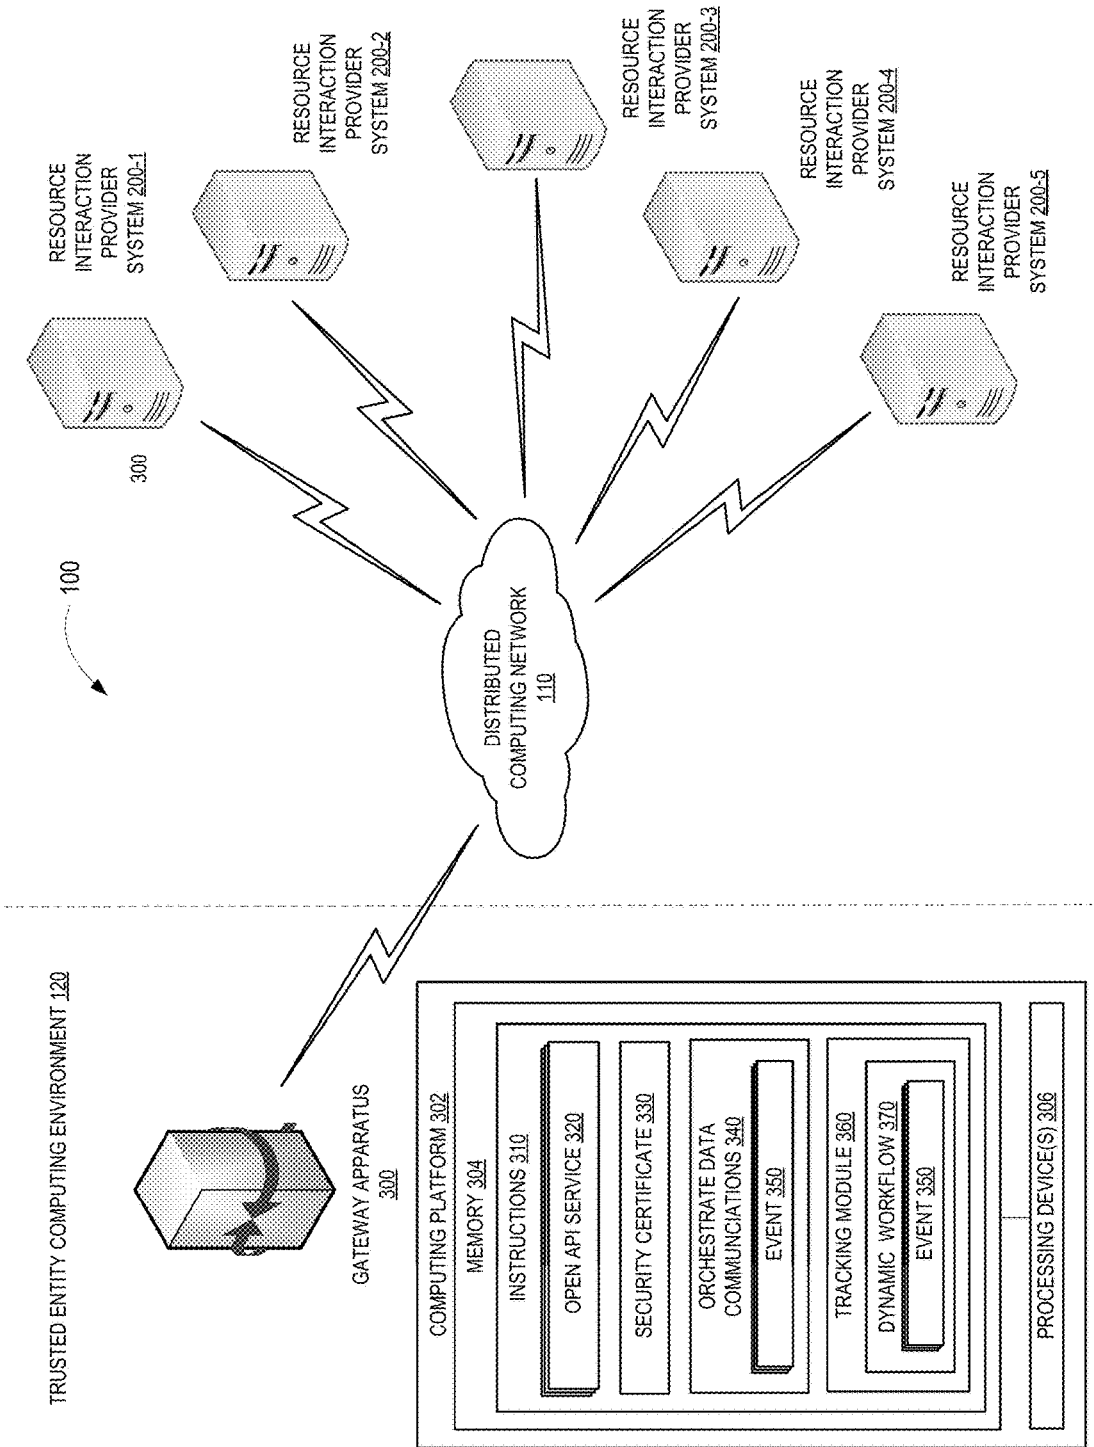 TRUSTED ENTITY COMPUTING ENVIRONMENT 120
GATEWAY APPARATUS
300
COMPUTING PLATFORM 302
MEMORY 304
INSTRUCTIONS 310
OPEN API SERVICE 320
SECURITY CERTIFICATE 330
ORCHESTRATE DATA
COMMUNCIATIONS 340
EVENT 350
TRACKING MODULE 360
DYNAMIC WORKFLOW 370
EVENT 350
PROCESSING DEVICE(S) 306
100
DISTRIBUTED
COMPUTING NETWORK
110
300
RESOURCE
INTERACTION
PROVIDER
SYSTEM 200-1
RESOURCE
INTERACTION
PROVIDER
SYSTEM 200-2
RESOURCE
INTERACTION
PROVIDER
SYSTEM 200-3
RESOURCE
INTERACTION
PROVIDER
SYSTEM 200-4
RESOURCE
INTERACTION
PROVIDER
SYSTEM 200-5